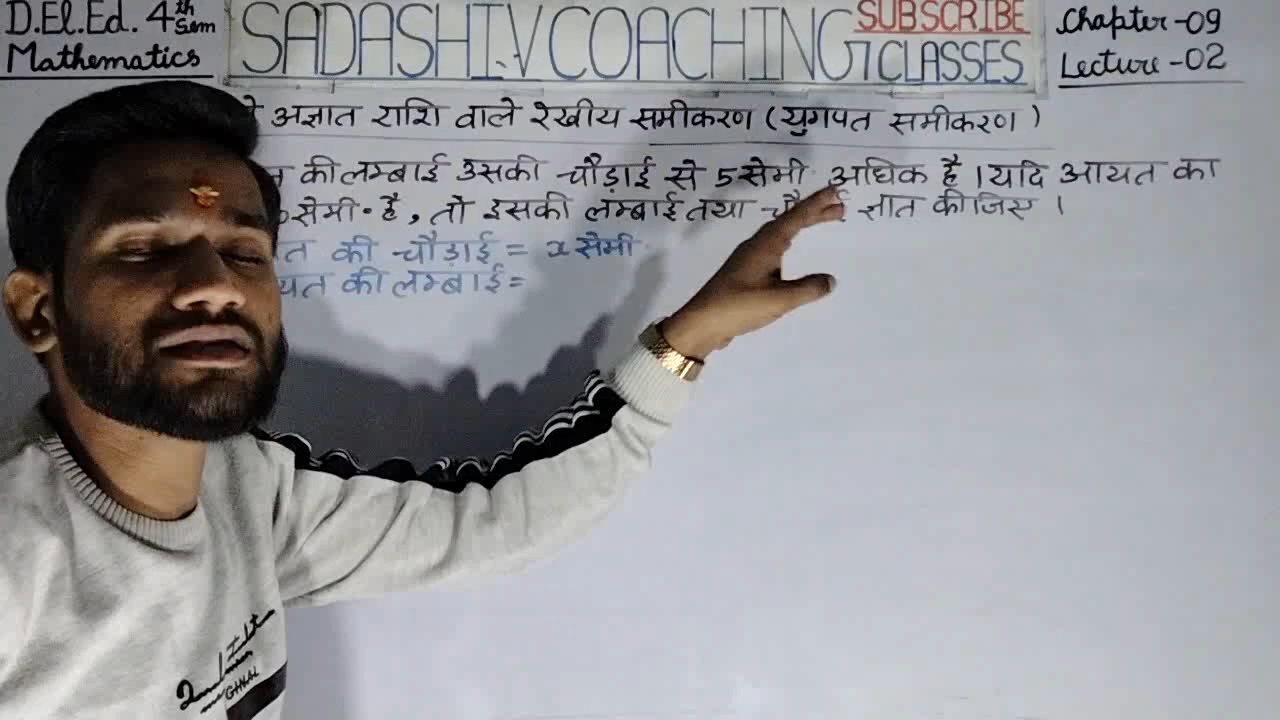 D.El.Ed. 4th Sem
Mathematics
SADASHIV COACHING CLASSES
SUBSCRIBE
Chapter-09
Lecture-02
अज्ञात राशि वाले रेखीय समीकरण (युगपत समीकरण)
की लम्बाई उसकी चौड़ाई से 5 सेमी. अधिक है। यदि आयत का
सेमी. है, तो इसकी लम्बाई तथा ज्ञात कीजिए।
की चौड़ाई = x सेमी.
की लम्बाई =